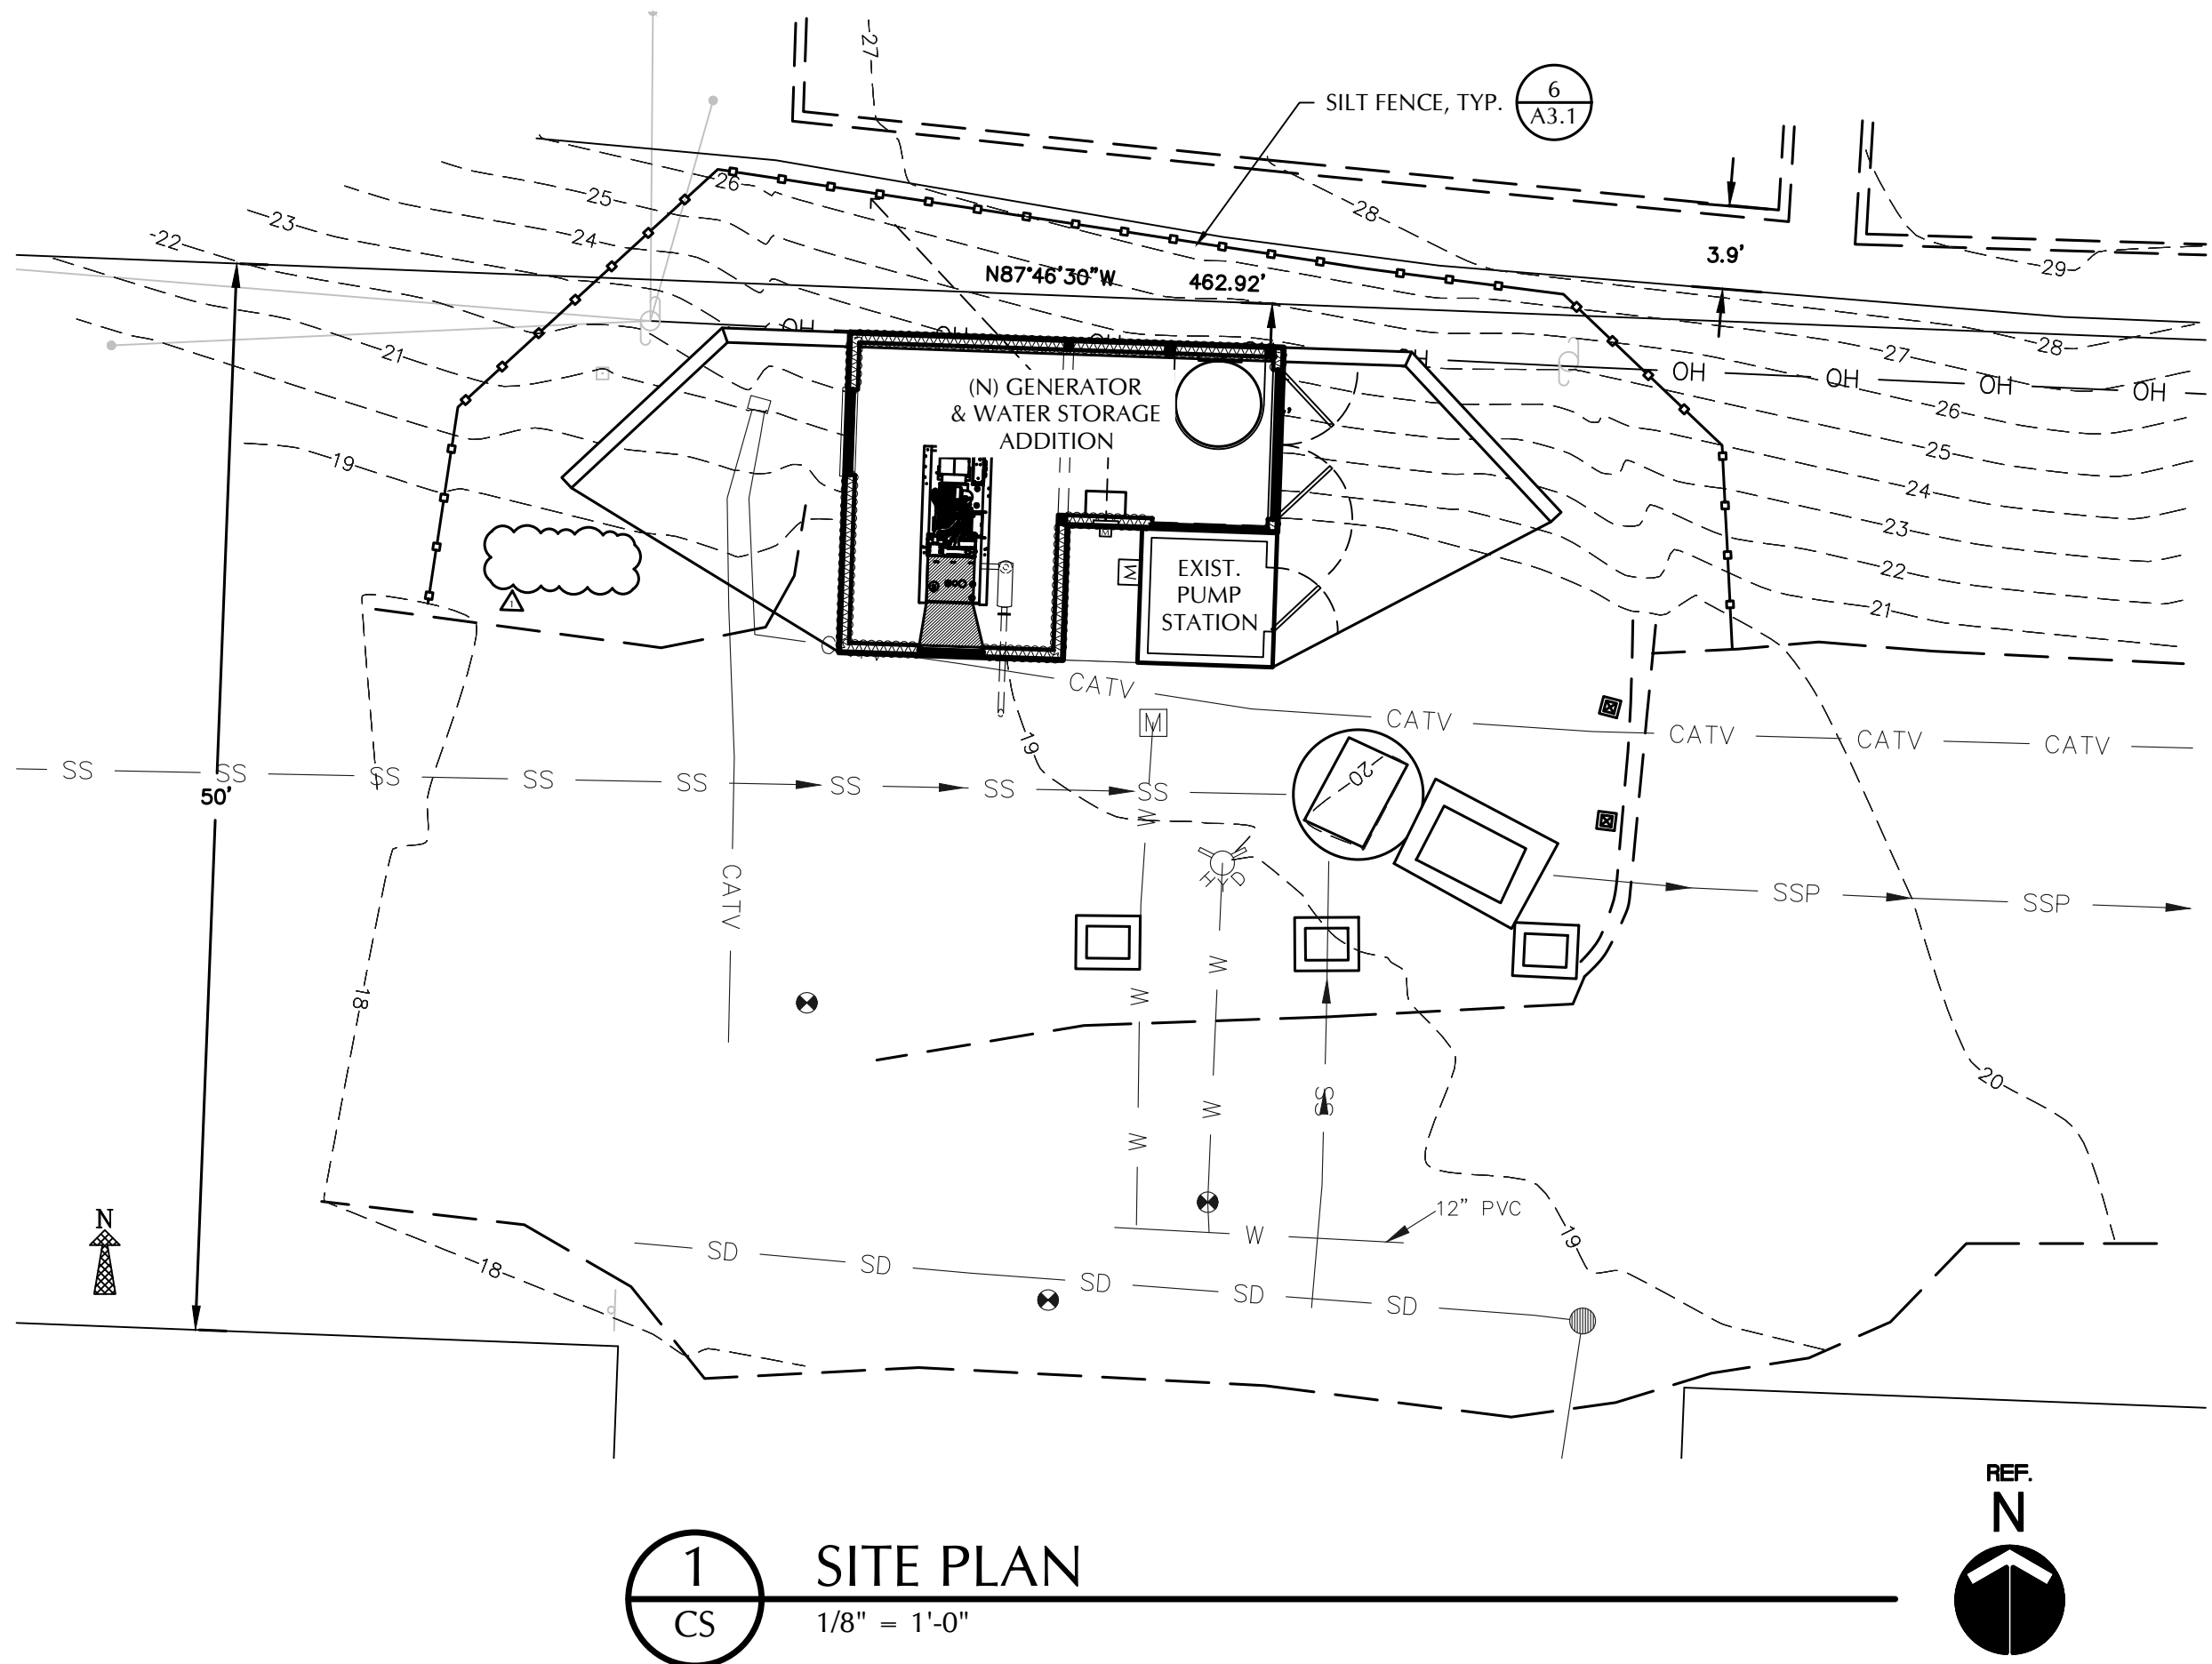 27
SILT FENCE, TYP.
6
A3.1
26
25
28
24
23
22
3.9'
29
N87°46'30"W
462.92'
OH
OH
28
27
21
OH
OH
OH
OH
(N) GENERATOR
& WATER STORAGE
ADDITION
26
25
19
24
23
M
EXIST.
PUMP
STATION
M
22
21
1
CATV
M
CATV
CATV
CATV
CATV
19
SS
SS
SS
SS
SS
SS
SS
SS
20
50'
W
HYD
CATV
SSP
SSP
W
W
18
20
W
SS
W
12" PVC
N
W
19
SD
SD
SD
SD
SD
18
REF.
N
1
CS
SITE PLAN
1/8" = 1'-0"